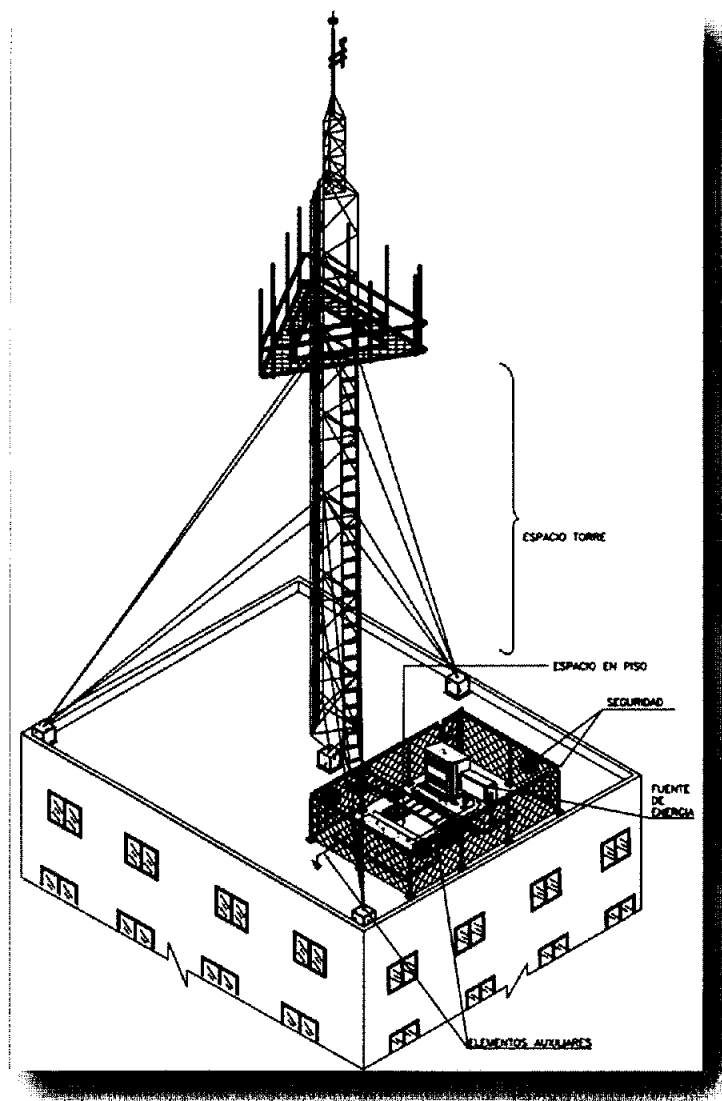 ESPACIO TORRE
ESPACIO EN PISO
SEGURIDAD
FUENTE
DE
ENERGIA
ELEMENTOS AUXILIARES